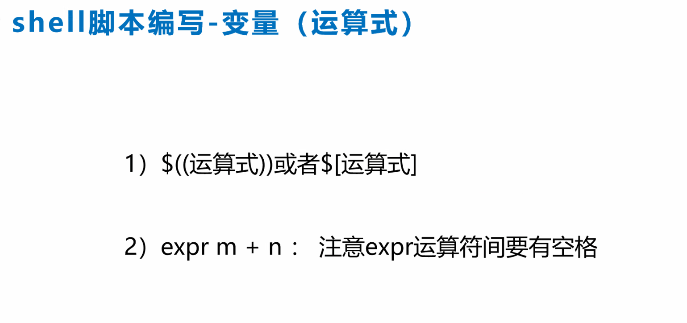 shell脚本编写-变量（运算式）
1）$((运算式))或者$[运算式]
2）expr m + n： 注意expr运算符间要有空格